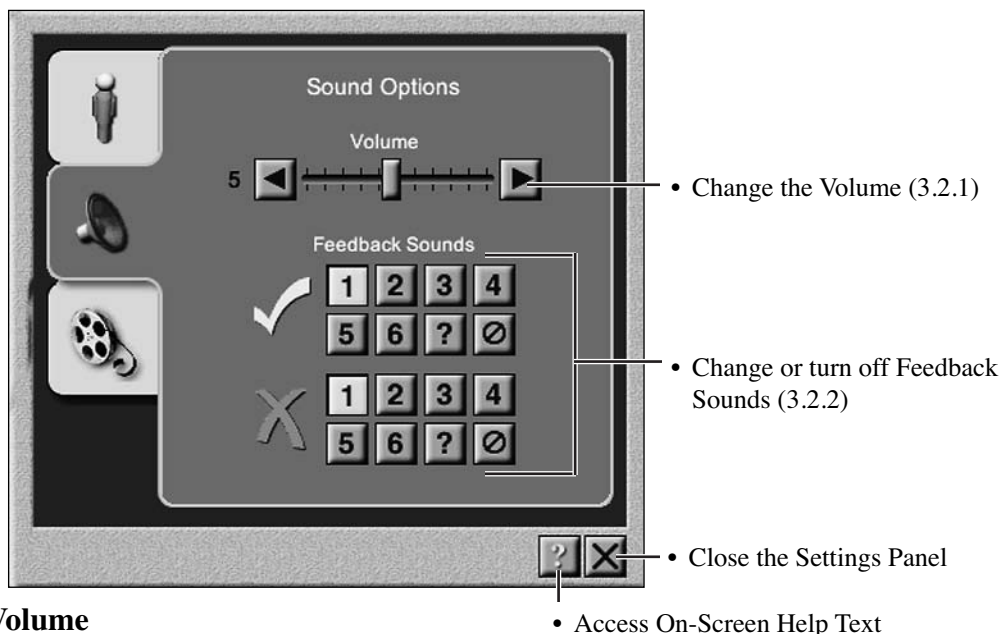 Sound Options
Volume
5
• Change the Volume (3.2.1)
Feedback Sounds
1 2 3 4
5 6 ?
• Change or turn off Feedback
Sounds (3.2.2)
1 2 3 4
5 6 ?
? X
• Close the Settings Panel
Volume
• Access On-Screen Help Text